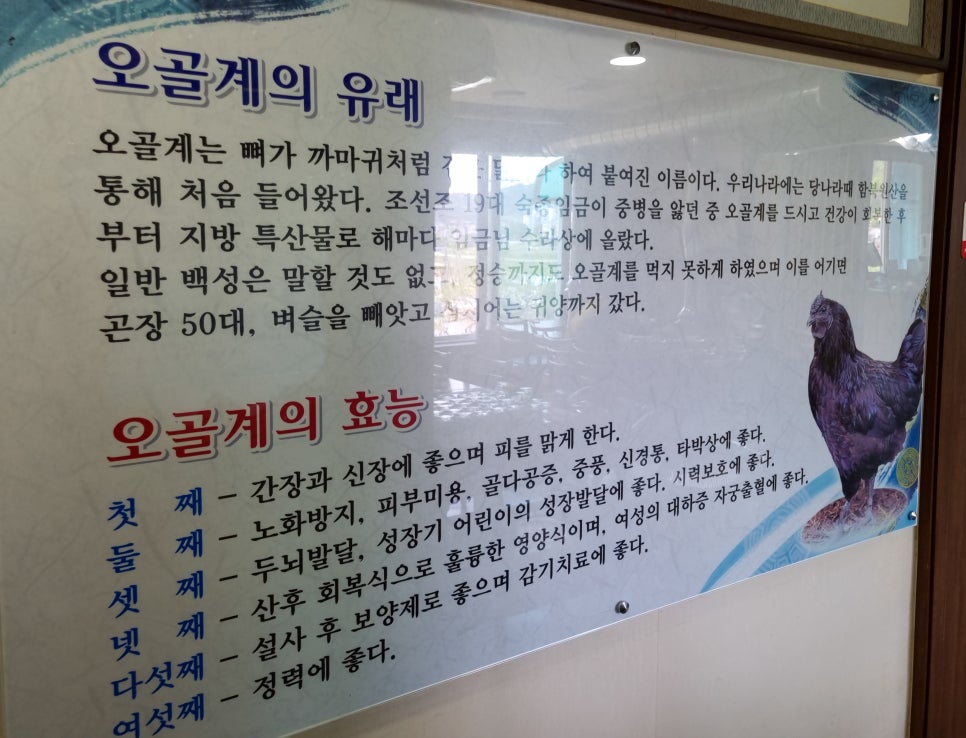 오골계의 유래
오골계는 뼈가 까마귀처럼 하여 붙여진 이름이다. 우리나라에는 당나라때 함북원산을
통해 처음 들어왔다. 조선조 19대 숙종임금이 중병을 앓던 중 오골계를 드시고 건강이 회복한 후
부터 지방 특산물로 해마다 임금님 수라상에 올랐다.
일반 백성은 말할 것도 없고, 정승까지도 오골계를 먹지 못하게 하였으며 이를 어기면
곤장 50대, 벼슬을 빼앗고 심지어는 귀양까지 갔다.
오골계의 효능
첫 째 – 간장과 신장에 좋으며 피를 맑게 한다.
둘 째 – 노화방지, 피부미용, 골다공증, 중풍, 신경통, 타박상에 좋다.
셋 째 – 두뇌발달, 성장기 어린이의 성장발달에 좋다. 시력보호에 좋다.
넷 째 – 산후 회복식으로 훌륭한 영양식이며, 여성의 대하증 자궁출혈에 좋다.
다섯째 – 설사 후 보양제로 좋으며 감기치료에 좋다.
여섯째 – 정력에 좋다.